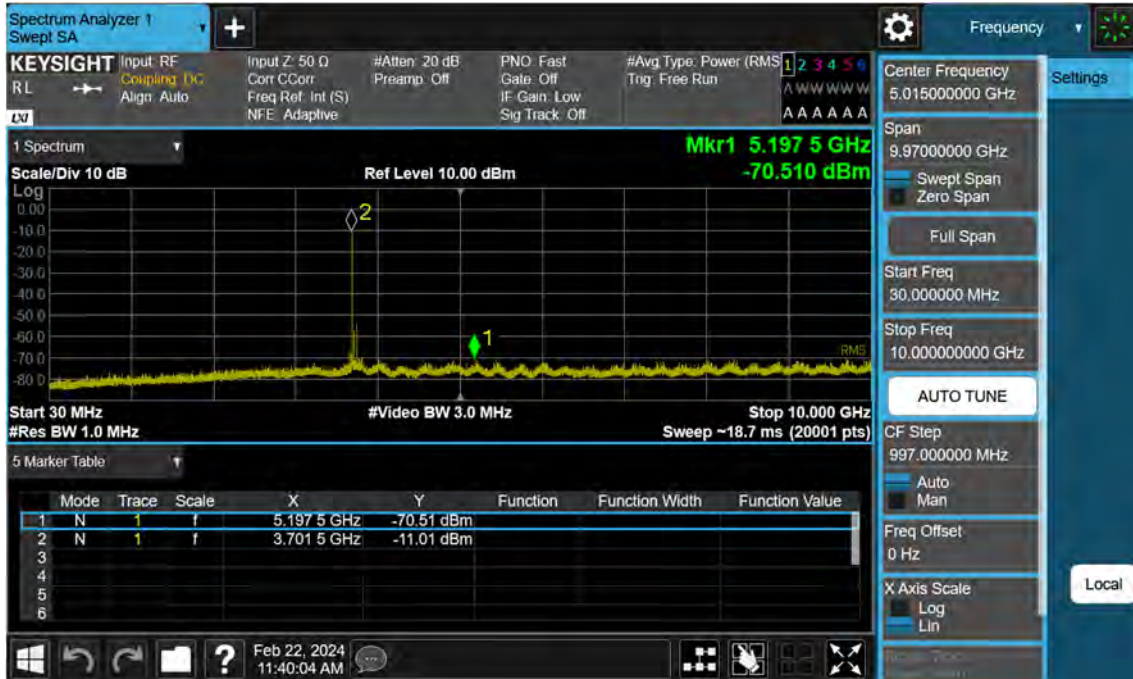 Spectrum Analyzer 1
Swept SA
+
Frequency
KEYSIGHT
RL
LXI
Input: RF
Coupling: DC
Align: Auto
Input Z: 50 Ω
Corr CCorr
Freq Ref: Int (S)
NFE: Adaptive
#Atten: 20 dB
Preamp: Off
PNO: Fast
Gate: Off
IF Gain: Low
Sig Track: Off
#Avg Type: Power (RMS
Trig: Free Run
1 2 3 4 5 6
A W W W W W
A A A A A A
1 Spectrum
Scale/Div 10 dB
Ref Level 10.00 dBm
Mkr1 5.197 5 GHz
-70.510 dBm
Log
0.00
-10.0
-20.0
-30.0
-40.0
-50.0
-60.0
-70.0
-80.0
2
1
RMS
Start 30 MHz
#Res BW 1.0 MHz
#Video BW 3.0 MHz
Stop 10.000 GHz
Sweep ~18.7 ms (20001 pts)
5 Marker Table
Mode Trace Scale X Y Function Function Width Function Value
1 N 1 f 5.197 5 GHz -70.51 dBm
2 N 1 f 3.701 5 GHz -11.01 dBm
3
4
5
6
Feb 22, 2024
11:40:04 AM
Center Frequency
5.015000000 GHz
Span
9.97000000 GHz
Swept Span
Zero Span
Full Span
Start Freq
30.000000 MHz
Stop Freq
10.000000000 GHz
AUTO TUNE
CF Step
997.000000 MHz
Auto
Man
Freq Offset
0 Hz
X Axis Scale
Log
Lin
Settings
Local